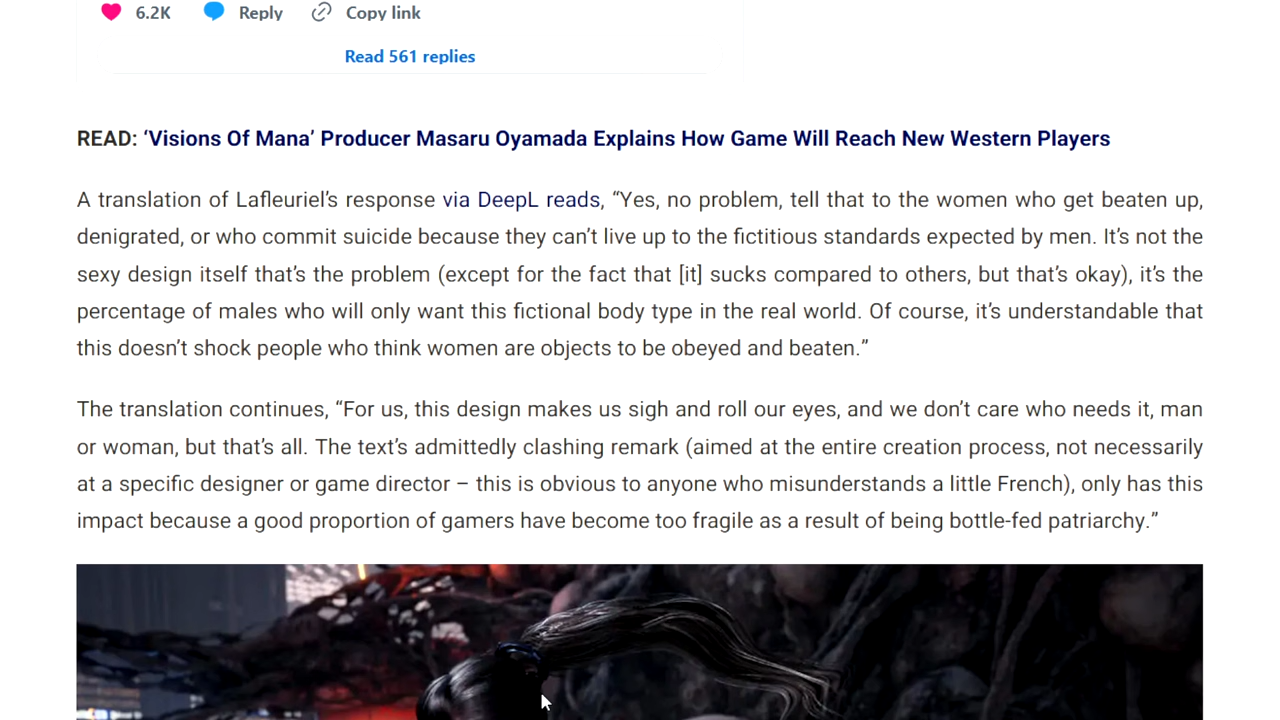 6.2K Reply Copy link
Read 561 replies
READ: ‘Visions Of Mana’ Producer Masaru Oyamada Explains How Game Will Reach New Western Players
A translation of Lafleuriel’s response via DeepL reads, “Yes, no problem, tell that to the women who get beaten up,
denigrated, or who commit suicide because they can’t live up to the fictitious standards expected by men. It’s not the
sexy design itself that’s the problem (except for the fact that [it] sucks compared to others, but that’s okay), it’s the
percentage of males who will only want this fictional body type in the real world. Of course, it’s understandable that
this doesn’t shock people who think women are objects to be obeyed and beaten.”
The translation continues, “For us, this design makes us sigh and roll our eyes, and we don’t care who needs it, man
or woman, but that’s all. The text’s admittedly clashing remark (aimed at the entire creation process, not necessarily
at a specific designer or game director – this is obvious to anyone who misunderstands a little French), only has this
impact because a good proportion of gamers have become too fragile as a result of being bottle-fed patriarchy.”